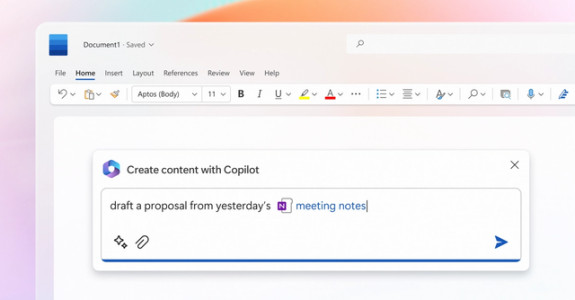 Document1 · Saved
File Home Insert Layout References Review View Help
Aptos (Body) 11 B I U A
Create content with Copilot
draft a proposal from yesterday's N meeting notes